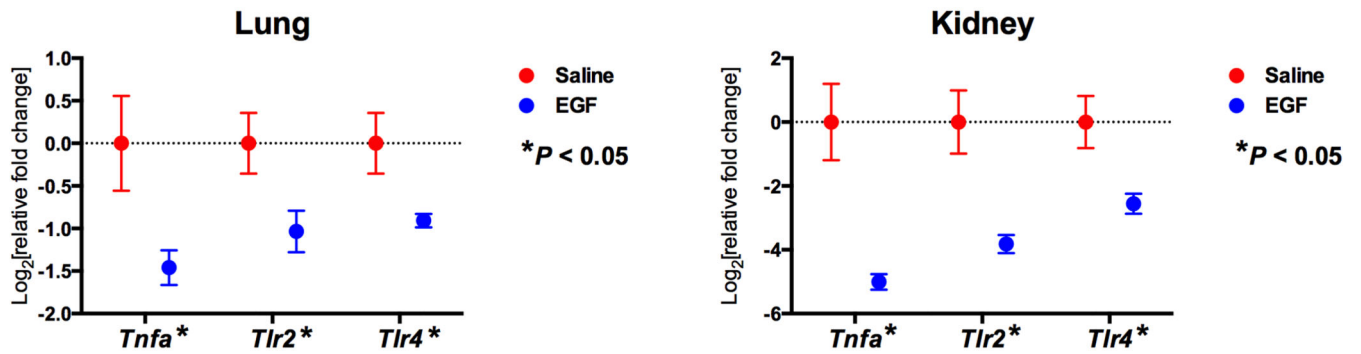 Lung
Log₂[relative fold change]
1.0
0.5
0.0
-0.5
-1.0
-1.5
-2.0
Tnfa*
Tlr2*
Tlr4*
Saline
EGF
*P < 0.05
Kidney
Log₂[relative fold change]
2
0
-2
-4
-6
Tnfa*
Tlr2*
Tlr4*
Saline
EGF
*P < 0.05